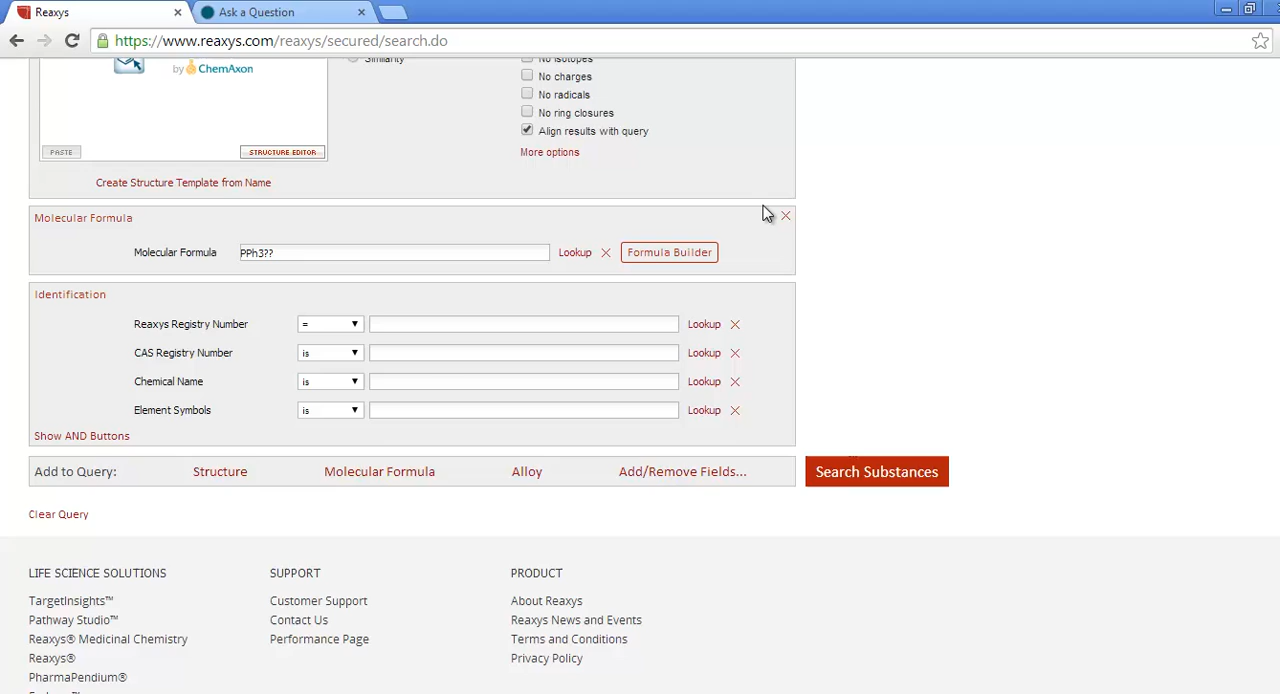 Reaxys
Ask a Question
https://www.reaxys.com/reaxys/secured/search.do
by ChemAxon
Similarity
No isotopes
No charges
No radicals
No ring closures
Align results with query
More options
PASTE
STRUCTURE EDITOR
Create Structure Template from Name
Molecular Formula
Molecular Formula PPh3?? Lookup Formula Builder
Identification
Reaxys Registry Number = Lookup
CAS Registry Number is Lookup
Chemical Name is Lookup
Element Symbols is Lookup
Show AND Buttons
Add to Query: Structure Molecular Formula Alloy Add/Remove Fields... Search Substances
Clear Query
LIFE SCIENCE SOLUTIONS
TargetInsights™
Pathway Studio™
Reaxys® Medicinal Chemistry
Reaxys®
PharmaPendium®
SUPPORT
Customer Support
Contact Us
Performance Page
PRODUCT
About Reaxys
Reaxys News and Events
Terms and Conditions
Privacy Policy